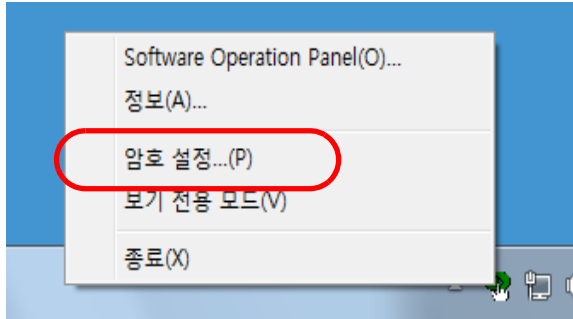 Software Operation Panel(O)...
정보(A)...
암호 설정...(P)
보기 전용 모드(V)
종료(X)